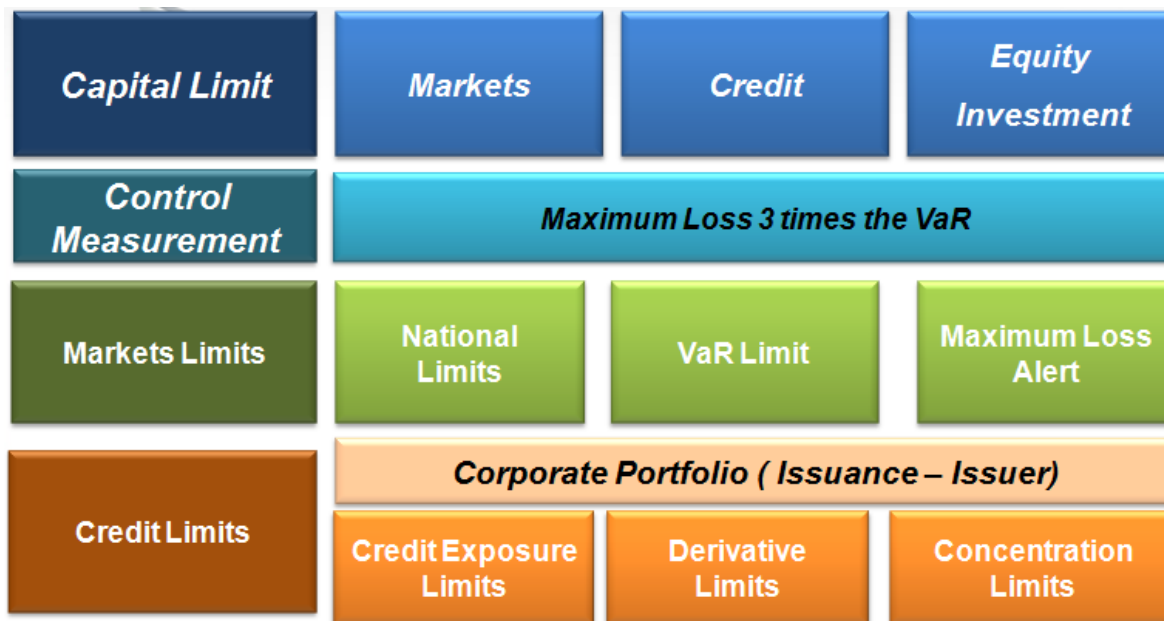 Capital Limit
Markets
Credit
Equity
Investment
Control
Measurement
Maximum Loss 3 times the VaR
Markets Limits
National
Limits
VaR Limit
Maximum Loss
Alert
Credit Limits
Corporate Portfolio ( Issuance – Issuer)
Credit Exposure
Limits
Derivative
Limits
Concentration
Limits